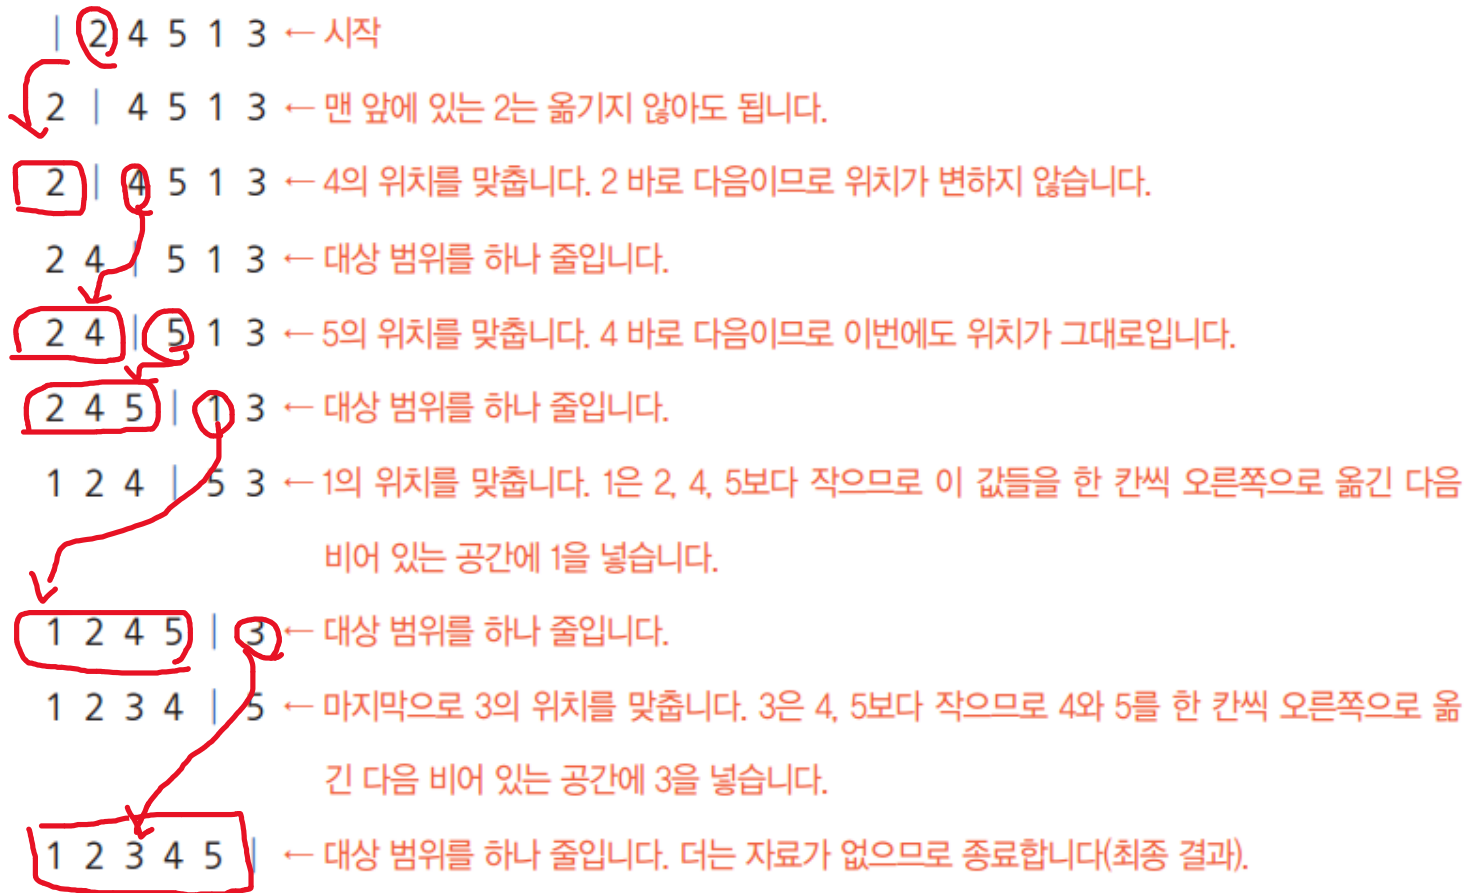 | 2 4 5 1 3 ← 시작
2 | 4 5 1 3 ← 맨 앞에 있는 2는 옮기지 않아도 됩니다.
2 | 4 5 1 3 ← 4의 위치를 맞춥니다. 2 바로 다음이므로 위치가 변하지 않습니다.
2 4 | 5 1 3 ← 대상 범위를 하나 줄입니다.
2 4 | 5 1 3 ← 5의 위치를 맞춥니다. 4 바로 다음이므로 이번에도 위치가 그대로입니다.
2 4 5 | 1 3 ← 대상 범위를 하나 줄입니다.
1 2 4 | 5 3 ← 1의 위치를 맞춥니다. 1은 2, 4, 5보다 작으므로 이 값들을 한 칸씩 오른쪽으로 옮긴 다음
비어 있는 공간에 1을 넣습니다.
1 2 4 5 | 3 ← 대상 범위를 하나 줄입니다.
1 2 3 4 | 5 ← 마지막으로 3의 위치를 맞춥니다. 3은 4, 5보다 작으므로 4와 5를 한 칸씩 오른쪽으로 옮
긴 다음 비어 있는 공간에 3을 넣습니다.
1 2 3 4 5 | ← 대상 범위를 하나 줄입니다. 더는 자료가 없으므로 종료합니다(최종 결과).